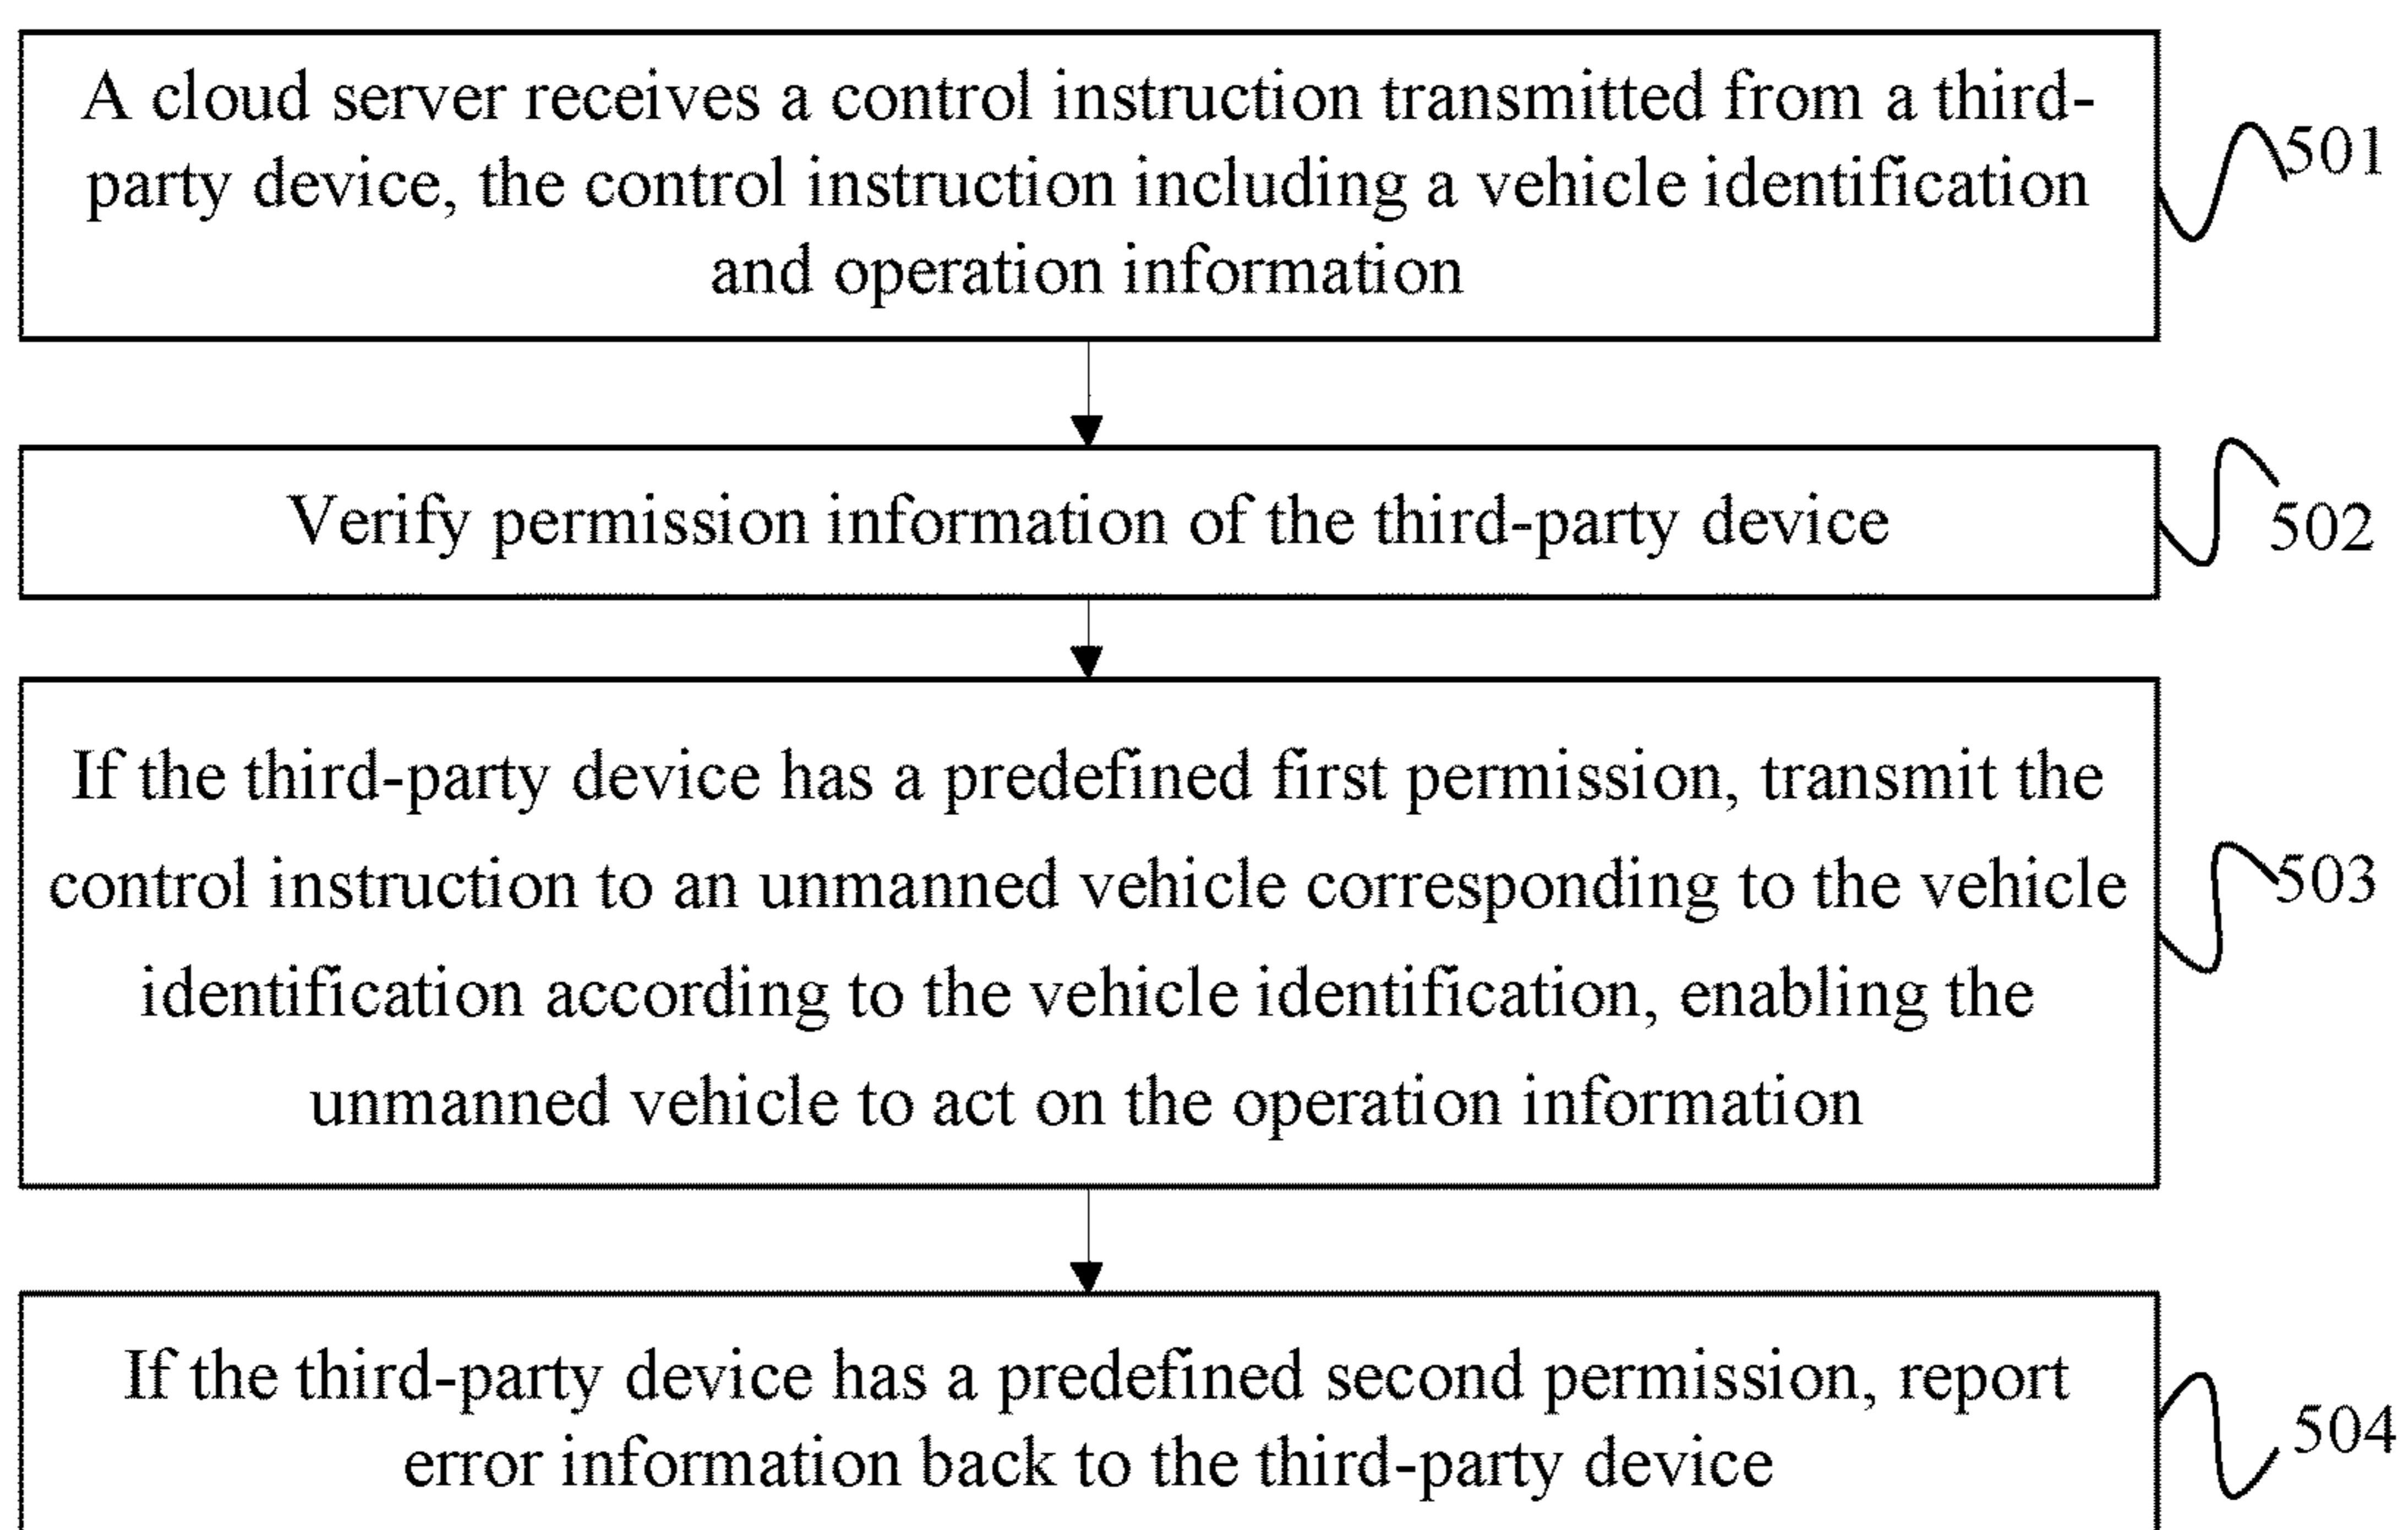 A cloud server receives a control instruction transmitted from a third-
party device, the control instruction including a vehicle identification
and operation information
501
Verify permission information of the third-party device
502
If the third-party device has a predefined first permission, transmit the
control instruction to an unmanned vehicle corresponding to the vehicle
identification according to the vehicle identification, enabling the
unmanned vehicle to act on the operation information
503
If the third-party device has a predefined second permission, report
error information back to the third-party device
504